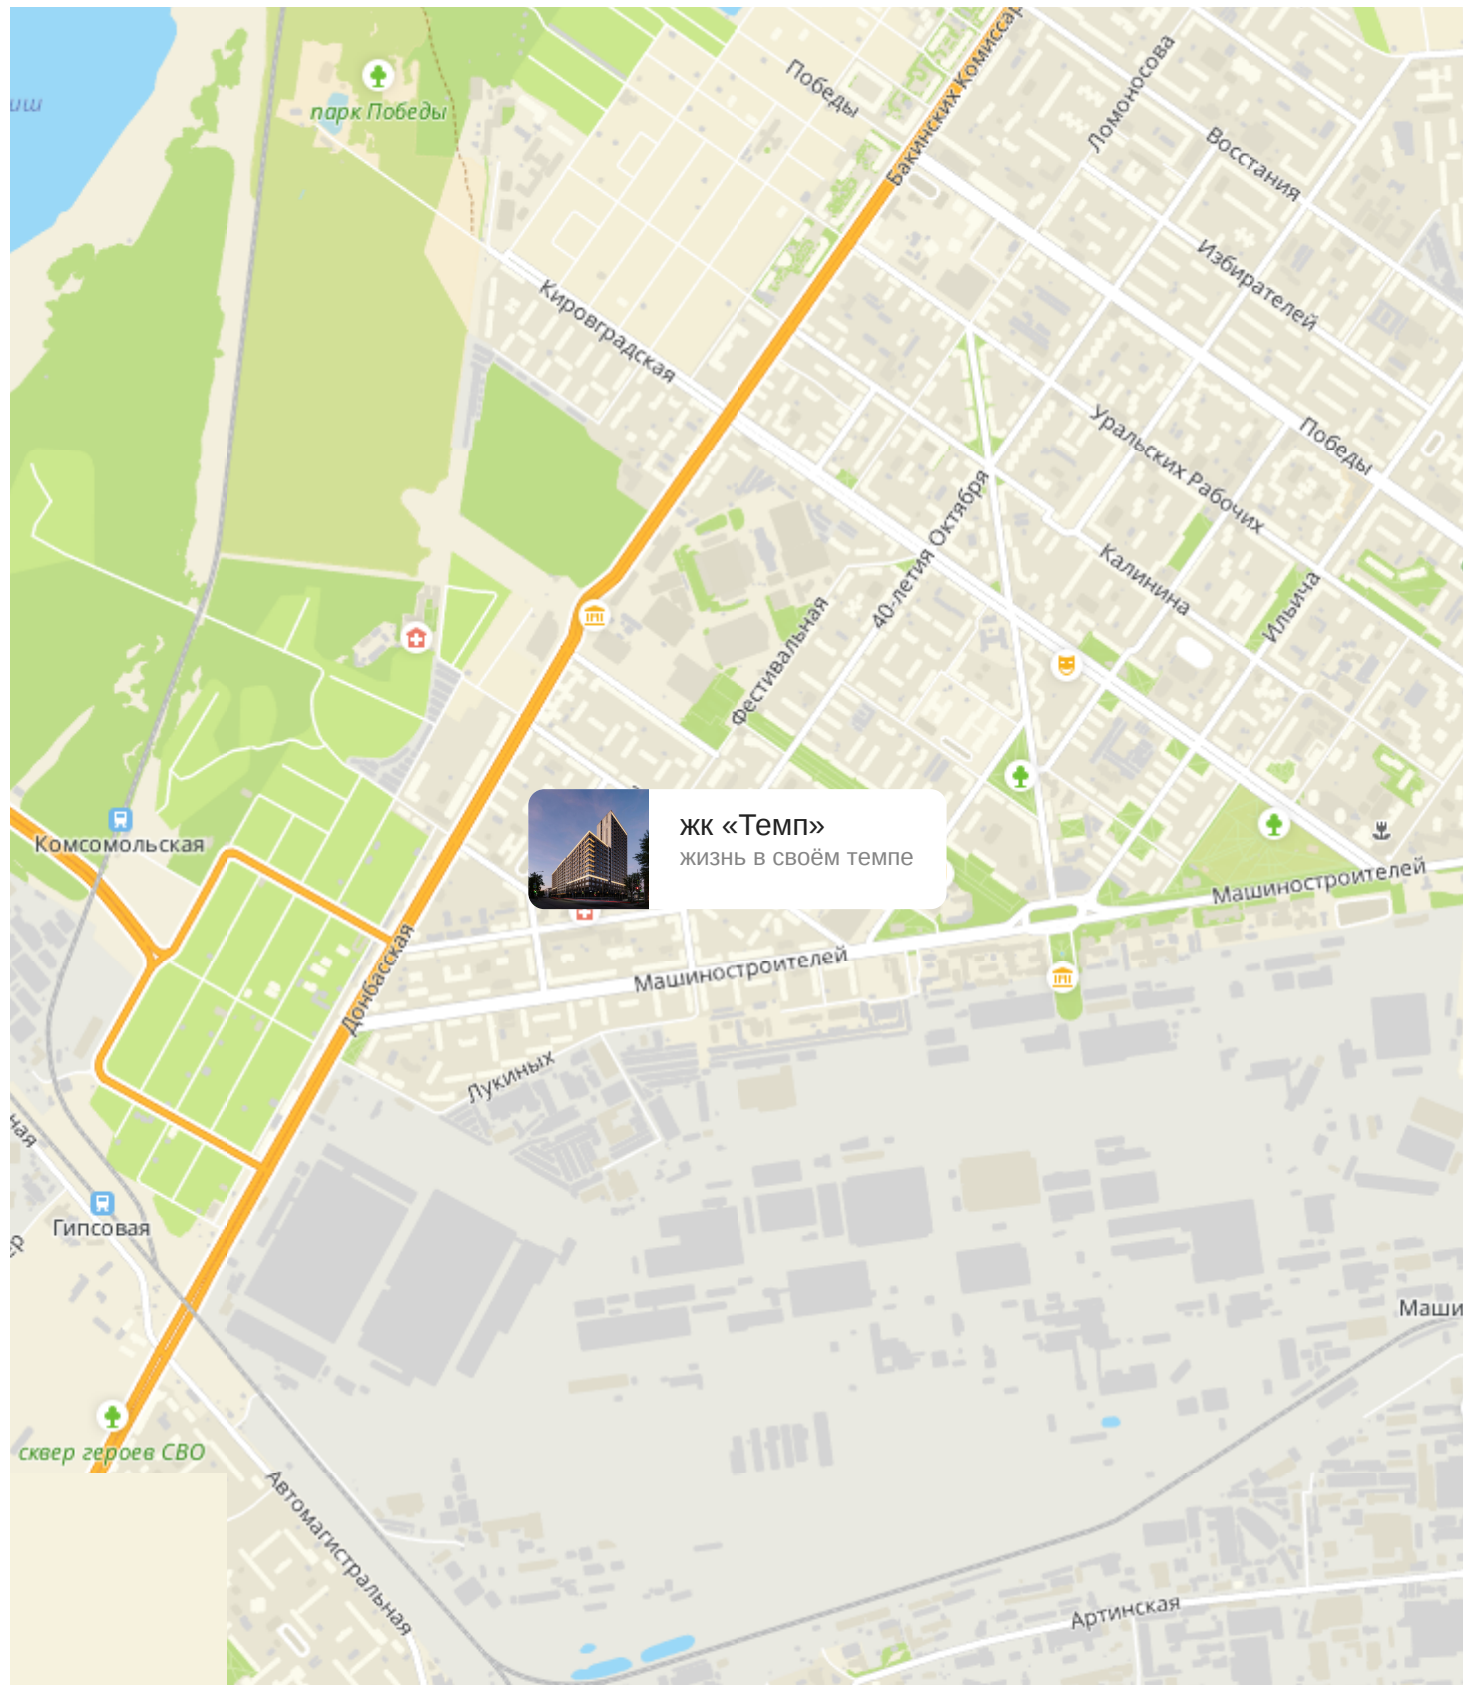 парк Победы
Победы
Бакинских Комиссар
Ломоносова
Восстания
Избирателей
Кировградская
Уральских Рабочих
Победы
40-летия Октября
Калинина
Ильича
Фестивальная
Комсомольская
жк «Темп»
жизнь в своём темпе
Машиностроителей
Донбасская
Машиностроителей
Лукиных
ная
Гипсовая
Маши
сквер героев СВО
Автомагистральная
Артинская